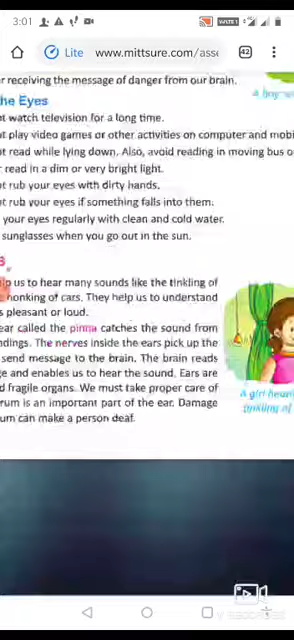 3:01
Lite www.mittsure.com/asse
42
r receiving the message of danger from our brain.
he Eyes
t watch television for a long time.
t play video games or other activities on computer and mobi
t read while lying down. Also, avoid reading in moving bus o
r read in a dim or very bright light.
t rub your eyes with dirty hands.
t rub your eyes if something falls into them.
your eyes regularly with clean and cold water.
sunglasses when you go out in the sun.
s
lp us to hear many sounds like the tinkling of
honking of cars. They help us to understand
s pleasant or loud.
ear called the pinna catches the sound from
ndings. The nerves inside the ears pick up the
send message to the brain. The brain reads
e and enables us to hear the sound. Ears are
d fragile organs. We must take proper care of
rum is an important part of the ear. Damage
um can make a person deaf.
A girl heari
tinkling of